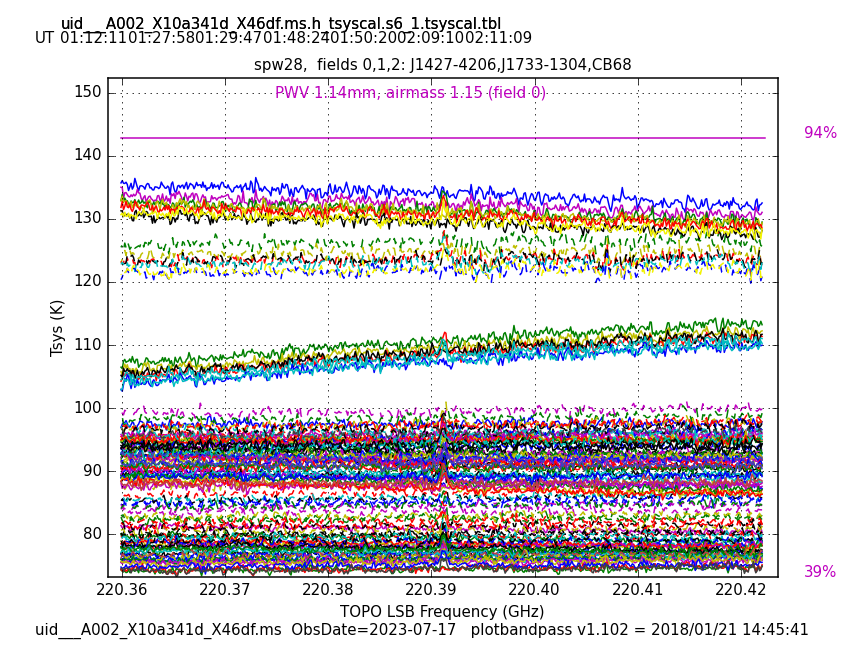 uid___A002_X10a341d_X46df.ms.h_tsyscal.s6_1.tsyscal.tbl
UT 01:12:1101:27:5801:29:4701:48:2401:50:2002:09:1002:11:09
spw28,  fields 0,1,2: J1427-4206,J1733-1304,CB68
PWV 1.14mm, airmass 1.15 (field 0)
150
94%
140
130
120
Tsys (K)
110
100
90
80
39%
220.36 220.37 220.38 220.39 220.40 220.41 220.42
TOPO LSB Frequency (GHz)
uid___A002_X10a341d_X46df.ms  ObsDate=2023-07-17   plotbandpass v1.102 = 2018/01/21 14:45:41